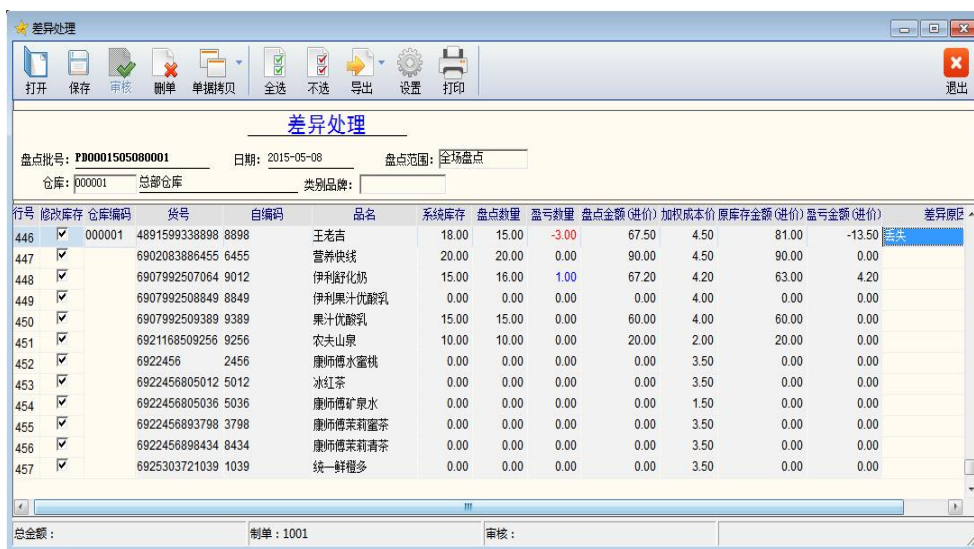 差异处理
打开 保存 审核 删单 单据拷贝 全选 不选 导出 设置 打印 退出
差异处理
盘点批号: PD0001505080001 日期: 2015-05-08 盘点范围: 全场盘点
仓库: 000001 总部仓库 类别品牌:
行号 修改库存 仓库编码 货号 自编码 品名 系统库存 盘点数量 盈亏数量 盘点金额(进价) 加权成本价 原库存金额(进价) 盈亏金额(进价) 差异原因
446 000001 4891599338898 8898 王老吉 18.00 15.00 -3.00 67.50 4.50 81.00 -13.50 丢失
447 6902083886455 6455 营养快线 20.00 20.00 0.00 90.00 4.50 90.00 0.00
448 6907992507064 9012 伊利舒化奶 15.00 16.00 1.00 67.20 4.20 63.00 4.20
449 6907992508849 8849 伊利果汁优酸乳 0.00 0.00 0.00 0.00 4.00 0.00 0.00
450 6907992509389 9389 果汁优酸乳 15.00 15.00 0.00 60.00 4.00 60.00 0.00
451 6921168509256 9256 农夫山泉 10.00 10.00 0.00 20.00 2.00 20.00 0.00
452 6922456 2456 康师傅水蜜桃 0.00 0.00 0.00 0.00 3.50 0.00 0.00
453 6922456805012 5012 冰红茶 0.00 0.00 0.00 0.00 3.50 0.00 0.00
454 6922456805036 5036 康师傅矿泉水 0.00 0.00 0.00 0.00 1.50 0.00 0.00
455 6922456893798 3798 康师傅茉莉蜜茶 0.00 0.00 0.00 0.00 3.50 0.00 0.00
456 6922456898434 8434 康师傅茉莉清茶 0.00 0.00 0.00 0.00 3.50 0.00 0.00
457 6925303721039 1039 统一鲜橙多 0.00 0.00 0.00 0.00 3.50 0.00 0.00
总金额: 制单:1001 审核: